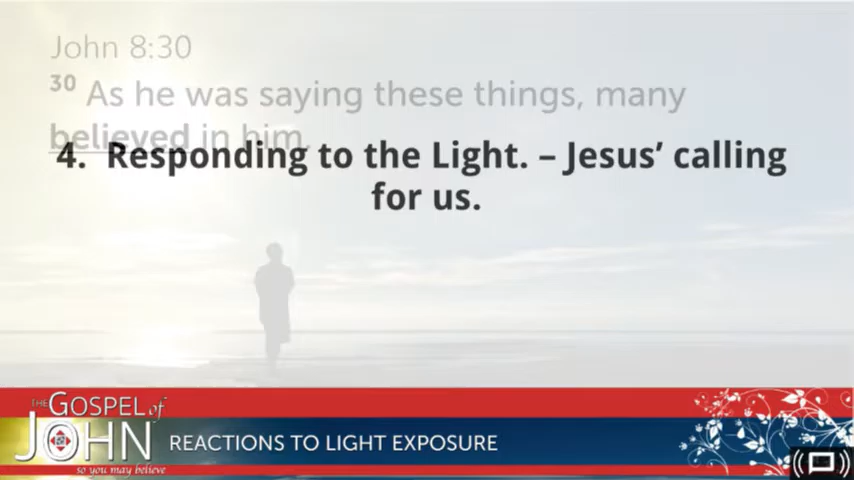 John 8:30
30 As he was saying these things, many
believed in him.
4. Responding to the Light. – Jesus’ calling
for us.
THE GOSPEL of
JOHN
so you may believe
REACTIONS TO LIGHT EXPOSURE